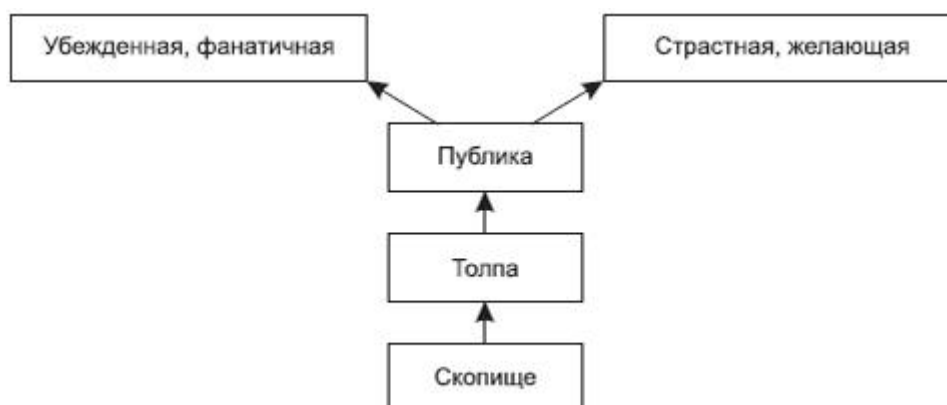 Убежденная, фанатичная
Страстная, желающая
Публика
Толпа
Скопище